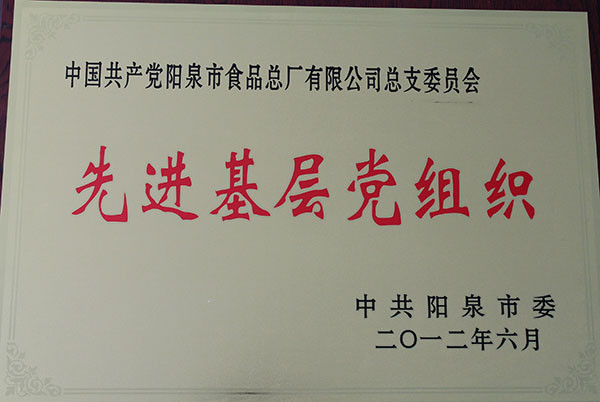 中国共产党阳泉市食品总厂有限公司总支委员会
先进基层党组织
中共阳泉市委
二〇一二年六月